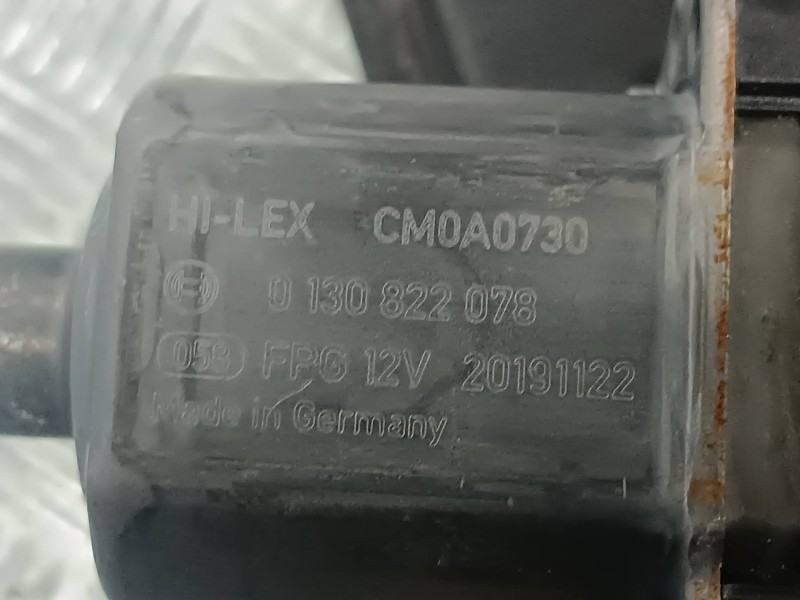 HI-LEX CM0A0730
0 130 822 078
058 FPG 12V 20191122
Made in Germany